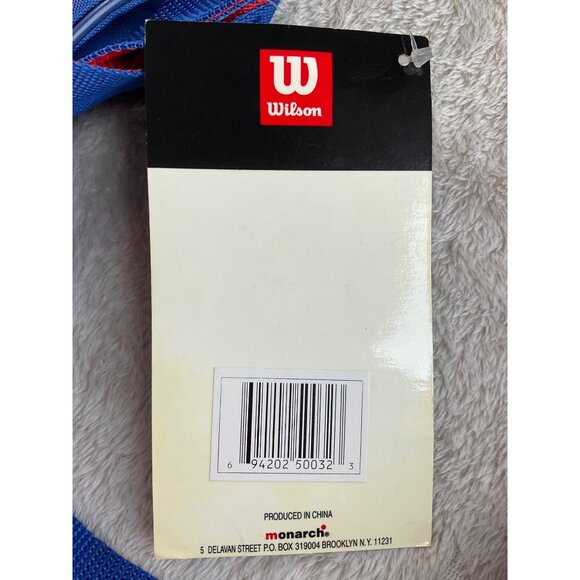 W
Wilson
6 94202 50032 3
PRODUCED IN CHINA
monarch®
5 DELAVAN STREET P.O. BOX 319004 BROOKLYN N.Y. 11231